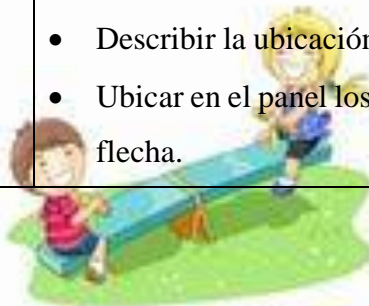 • Describir la ubicación
• Ubicar en el panel los
flecha.